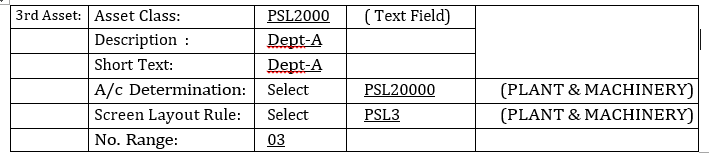 3rd Asset: Asset Class: PSL2000 ( Text Field)
Description : Dept-A
Short Text: Dept-A
A/c Determination: Select PSL20000 (PLANT & MACHINERY)
Screen Layout Rule: Select PSL3 (PLANT & MACHINERY)
No. Range: 03